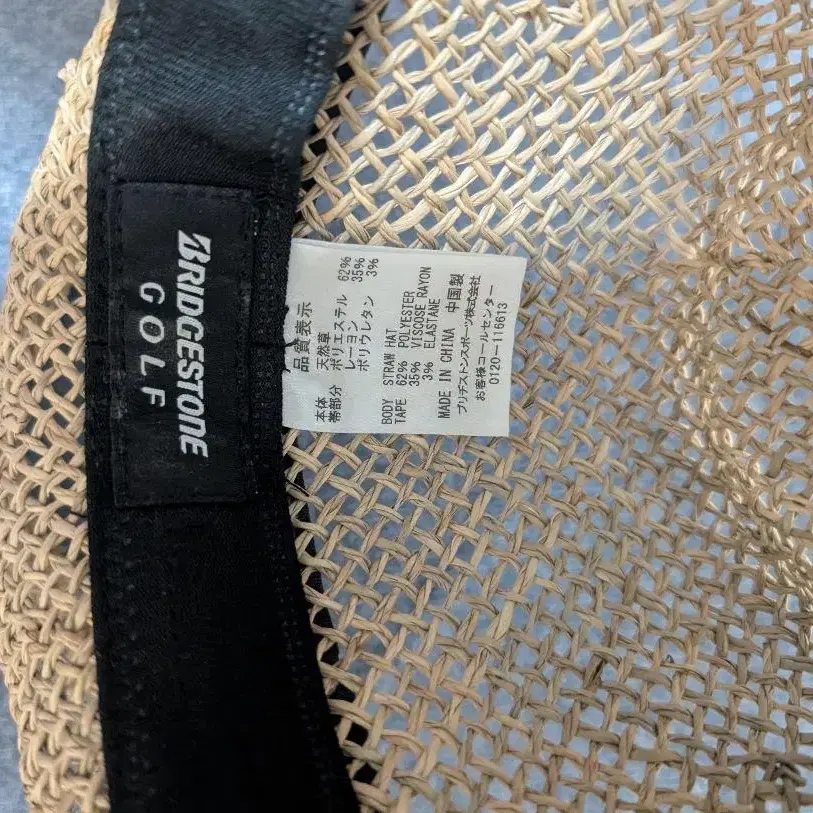 BRIDGESTONE
GOLF
品質表示
本体 天然草
帯部分 ポリエステル 62%
レーヨン 35%
ポリウレタン 3%
BODY STRAW HAT
TAPE 62% POLYESTER
35% VISCOSE RAYON
3% ELASTANE
MADE IN CHINA 中国製
ブリヂストンスポーツ株式会社
お客様コールセンター
0120-116613